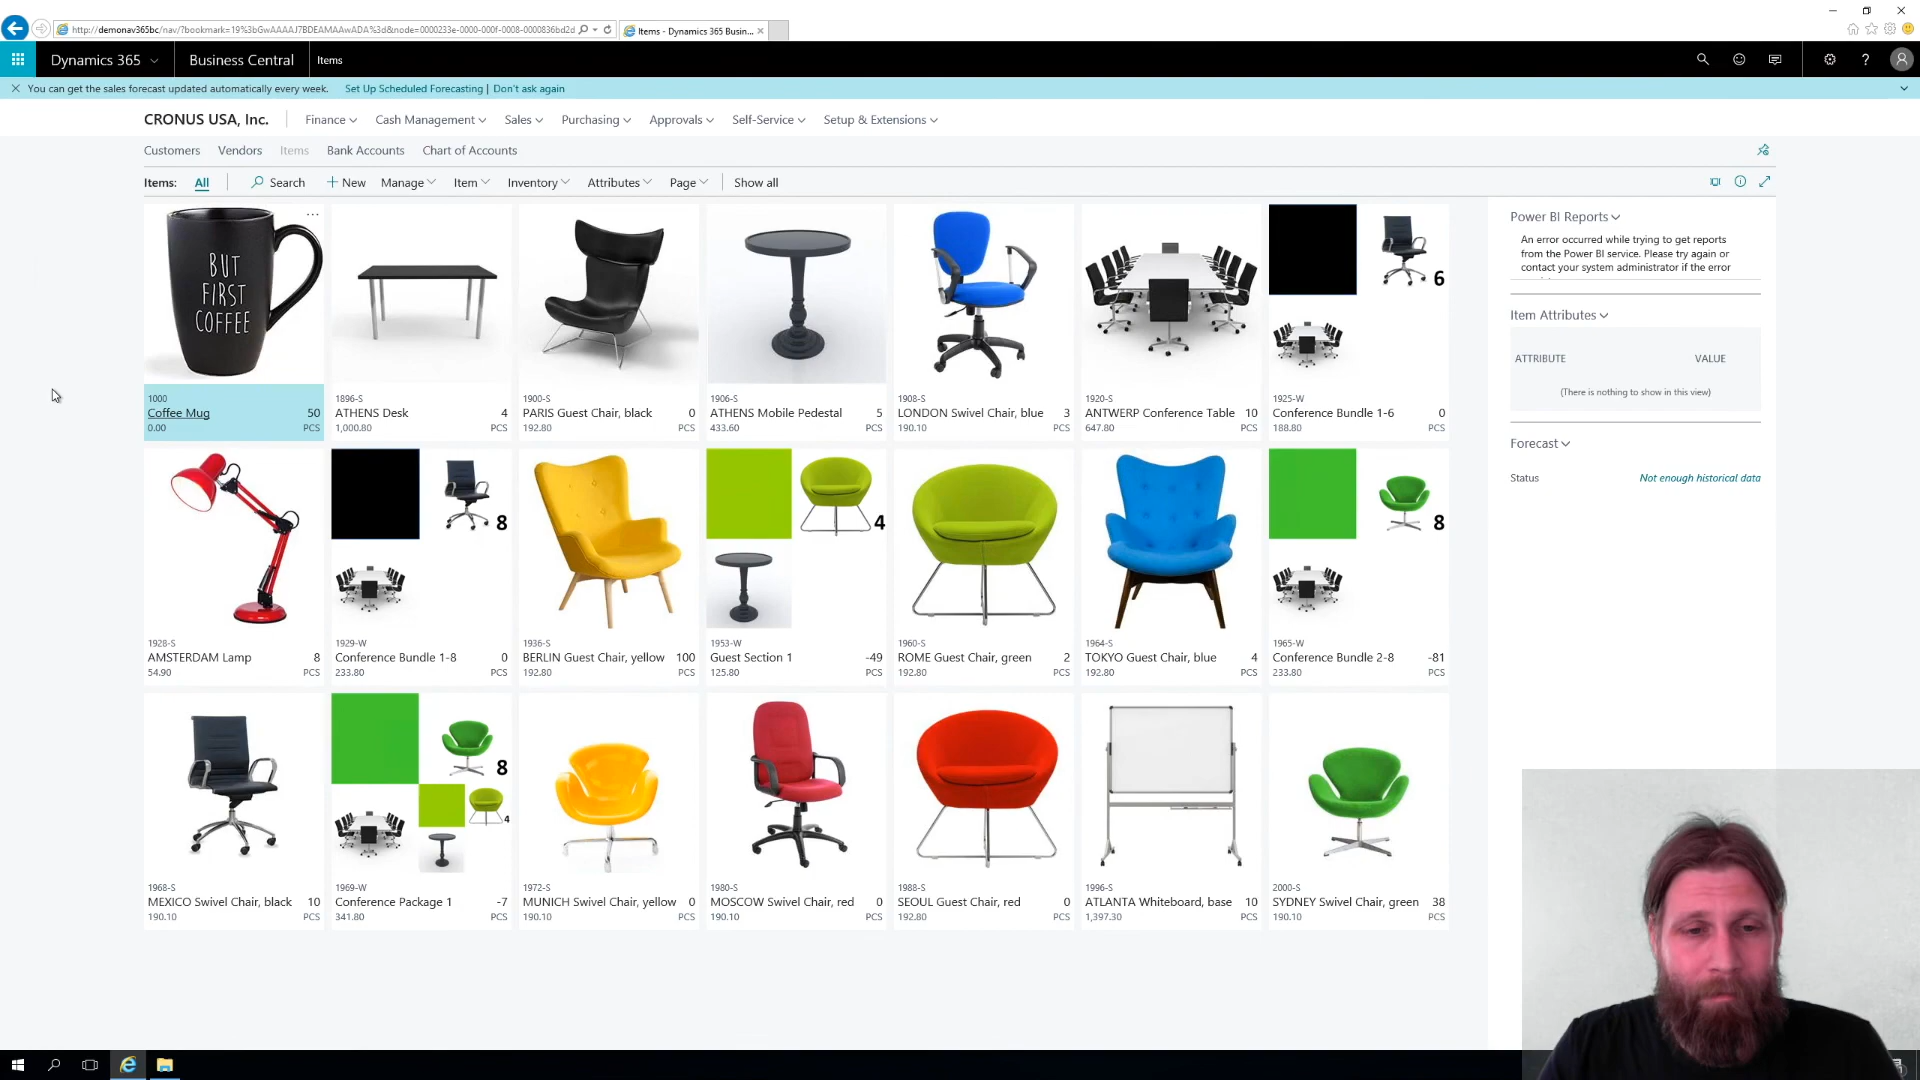 http://demonav365bc/nav/?bookmark=19%3bGwAAAAJ7BDEAMAAwADA%3d&node=0000233e-0000-000f-0008-0000836bd2d
Items - Dynamics 365 Busin...
Dynamics 365
Business Central
Items
You can get the sales forecast updated automatically every week. Set Up Scheduled Forecasting | Don't ask again
CRONUS USA, Inc.
Finance
Cash Management
Sales
Purchasing
Approvals
Self-Service
Setup & Extensions
Customers
Vendors
Items
Bank Accounts
Chart of Accounts
Items:
All
Search
New
Manage
Item
Inventory
Attributes
Page
Show all
BUT
FIRST
COFFEE
1000
Coffee Mug 50
0.00 PCS
1896-S
ATHENS Desk 4
1,000.80 PCS
1900-S
PARIS Guest Chair, black 0
192.80 PCS
1906-S
ATHENS Mobile Pedestal 5
433.60 PCS
1908-S
LONDON Swivel Chair, blue 3
190.10 PCS
1920-S
ANTWERP Conference Table 10
647.80 PCS
6
1925-W
Conference Bundle 1-6 0
188.80 PCS
1928-S
AMSTERDAM Lamp 8
54.90 PCS
8
1929-W
Conference Bundle 1-8 0
233.80 PCS
1936-S
BERLIN Guest Chair, yellow 100
192.80 PCS
4
1953-W
Guest Section 1 -49
125.80 PCS
1960-S
ROME Guest Chair, green 2
192.80 PCS
1964-S
TOKYO Guest Chair, blue 4
192.80 PCS
8
1965-W
Conference Bundle 2-8 -81
233.80 PCS
1968-S
MEXICO Swivel Chair, black 10
190.10 PCS
8
4
1969-W
Conference Package 1 -7
341.80 PCS
1972-S
MUNICH Swivel Chair, yellow 0
190.10 PCS
1980-S
MOSCOW Swivel Chair, red 0
190.10 PCS
1988-S
SEOUL Guest Chair, red 0
192.80 PCS
1996-S
ATLANTA Whiteboard, base 10
1,397.30 PCS
2000-S
SYDNEY Swivel Chair, green 38
190.10 PCS
Power BI Reports
An error occurred while trying to get reports
from the Power BI service. Please try again or
contact your system administrator if the error
Item Attributes
ATTRIBUTE VALUE
(There is nothing to show in this view)
Forecast
Status Not enough historical data